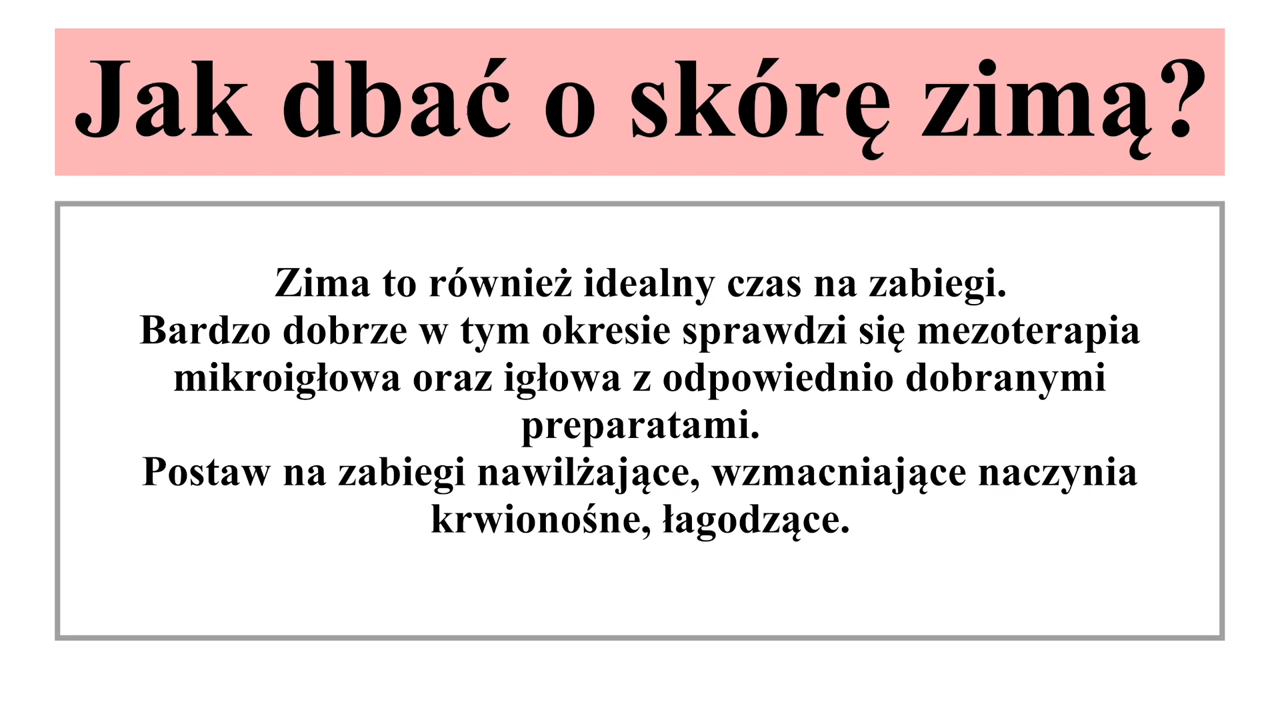 Jak dbać o skórę zimą?
Zima to również idealny czas na zabiegi.
Bardzo dobrze w tym okresie sprawdzi się mezoterapia
mikroigłowa oraz igłowa z odpowiednio dobranymi
preparatami.
Postaw na zabiegi nawilżające, wzmacniające naczynia
krwionośne, łagodzące.